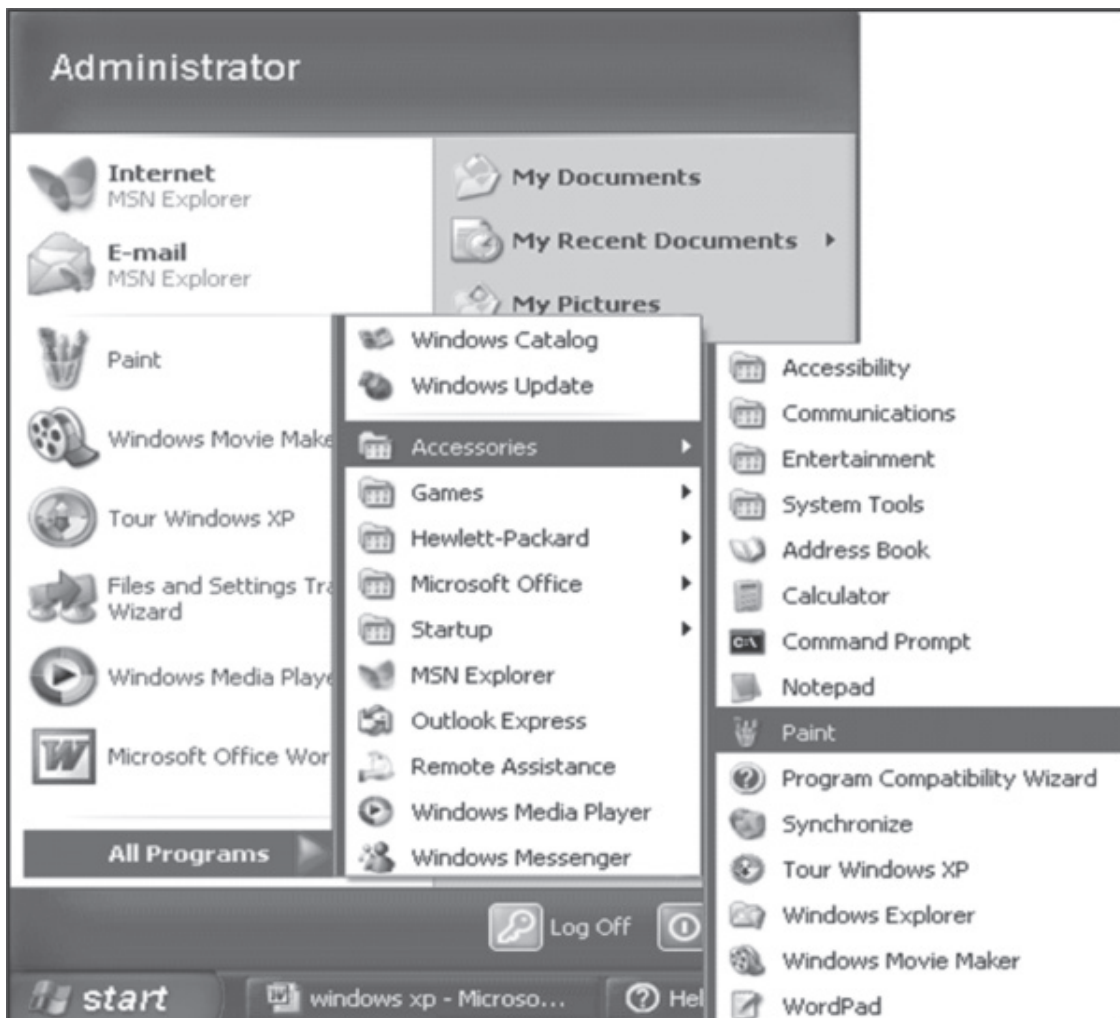 Administrator
Internet
MSN Explorer
E-mail
MSN Explorer
Paint
Windows Movie Make
Tour Windows XP
Files and Settings Tra
Wizard
Windows Media Playe
Microsoft Office Wor
All Programs
My Documents
My Recent Documents
My Pictures
Windows Catalog
Windows Update
Accessories
Games
Hewlett-Packard
Microsoft Office
Startup
MSN Explorer
Outlook Express
Remote Assistance
Windows Media Player
Windows Messenger
Accessibility
Communications
Entertainment
System Tools
Address Book
Calculator
Command Prompt
Notepad
Paint
Program Compatibility Wizard
Synchronize
Tour Windows XP
Windows Explorer
Windows Movie Maker
WordPad
Log Off
start
windows xp - Microso...
Hel